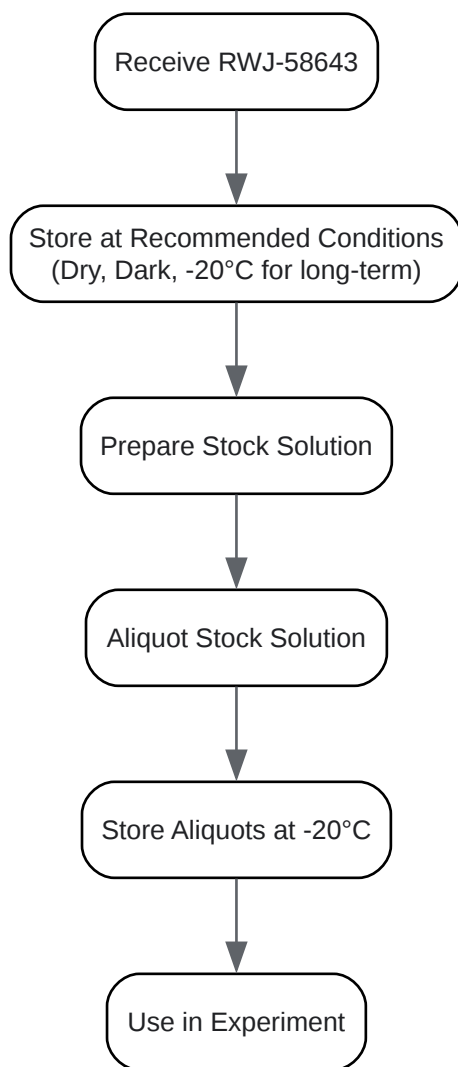 Receive RWJ-58643
Store at Recommended Conditions
(Dry, Dark, -20°C for long-term)
Prepare Stock Solution
Aliquot Stock Solution
Store Aliquots at -20°C
Use in Experiment